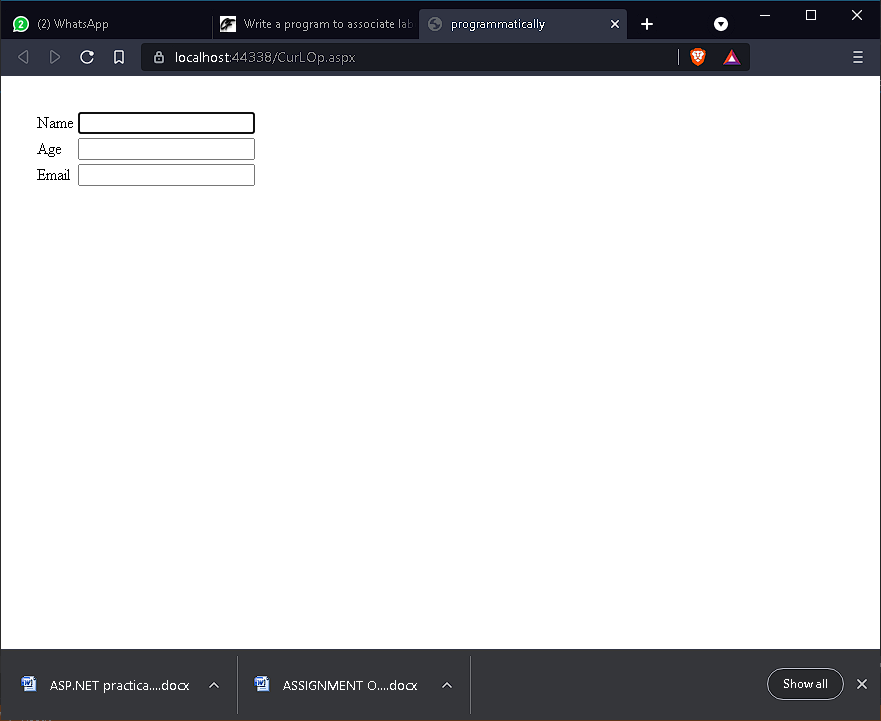 2 (2) WhatsApp
Write a program to associate lab
programmatically
localhost:44338/CurLOp.aspx
Name
Age
Email
ASP.NET practica....docx
ASSIGNMENT O....docx
Show all